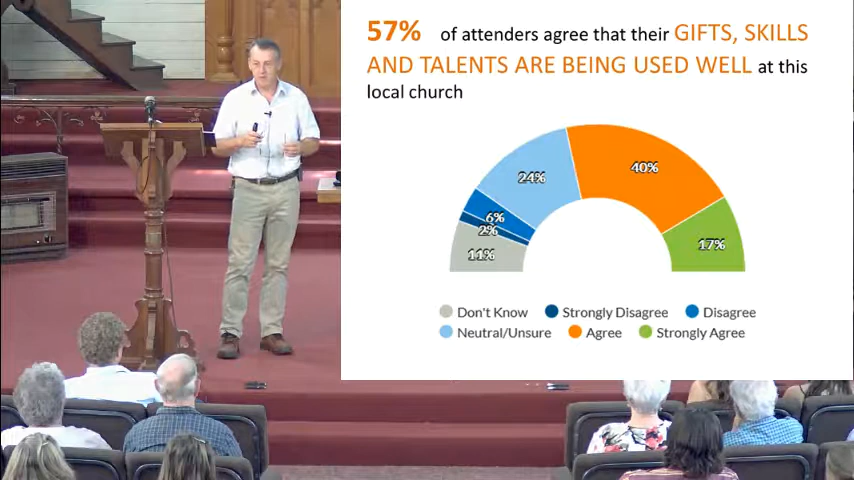 57% of attenders agree that their GIFTS, SKILLS
AND TALENTS ARE BEING USED WELL at this
local church
40%
24%
6%
2%
11%
17%
Don't Know Strongly Disagree Disagree
Neutral/Unsure Agree Strongly Agree